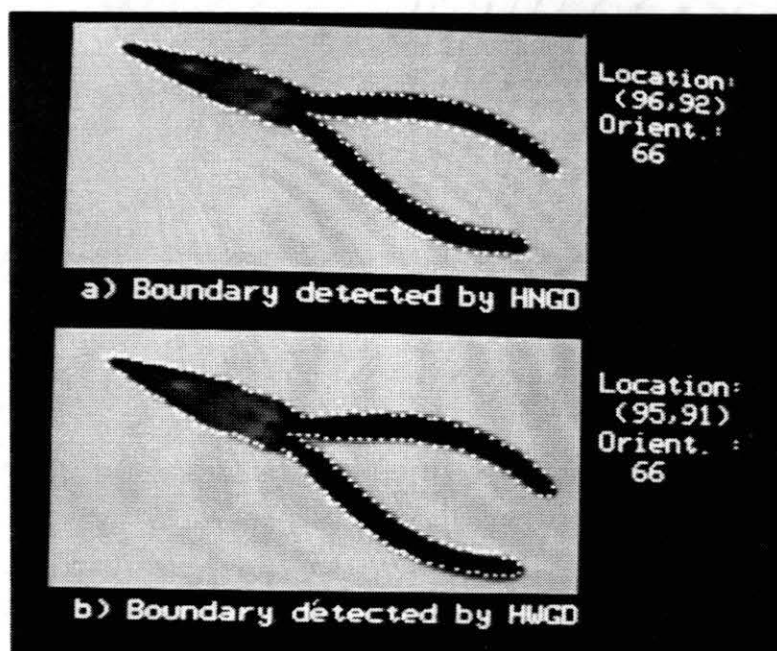 Location:
(96,92)
Orient.:
66
a) Boundary detected by HNGD
Location:
(95,91)
Orient. :
66
b) Boundary detected by HWGD